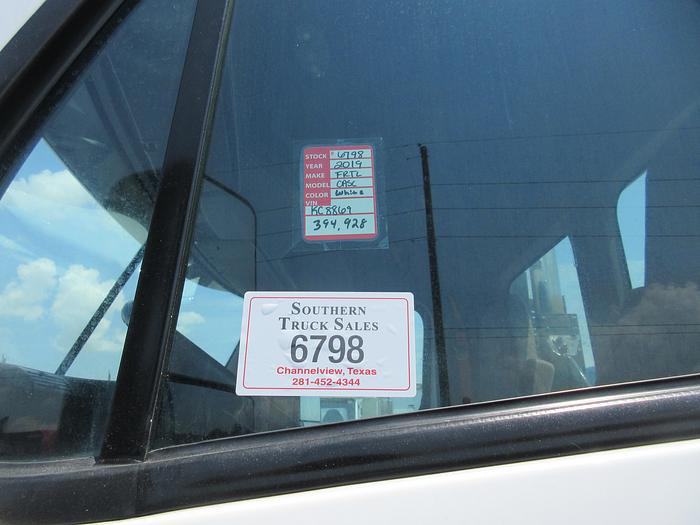 STOCK # 6798
YEAR 2019
MAKE FRTL
MODEL CASC
COLOR White
VIN
KC8869
394,928
SOUTHERN
TRUCK SALES
6798
Channelview, Texas
281-452-4344